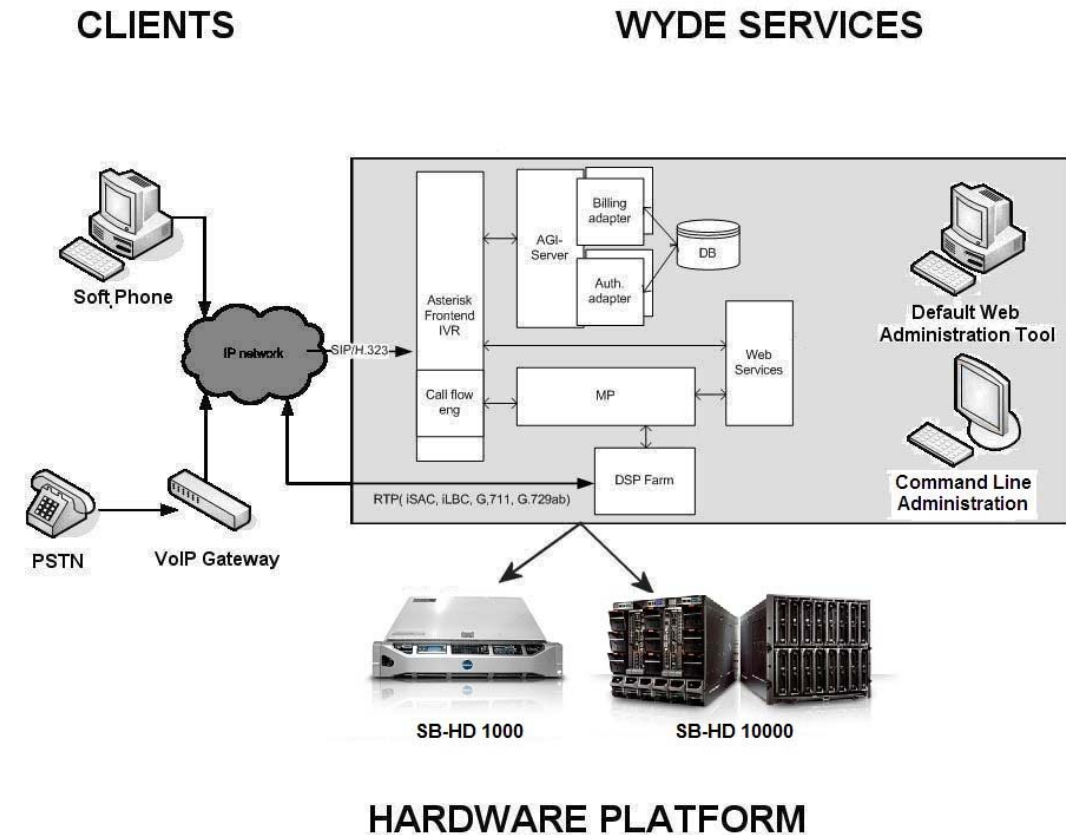 CLIENTS
WYDE SERVICES
Soft Phone
IP network
SIP/H.323
PSTN
VoIP Gateway
Asterisk
Frontend
IVR
Call flow
eng
AGI-
Server
Billing
adapter
Auth.
adapter
DB
MP
Web
Services
DSP Farm
RTP( iSAC, iLBC, G,711, G.729ab)
Default Web
Administration Tool
Command Line
Administration
SB-HD 1000
SB-HD 10000
HARDWARE PLATFORM